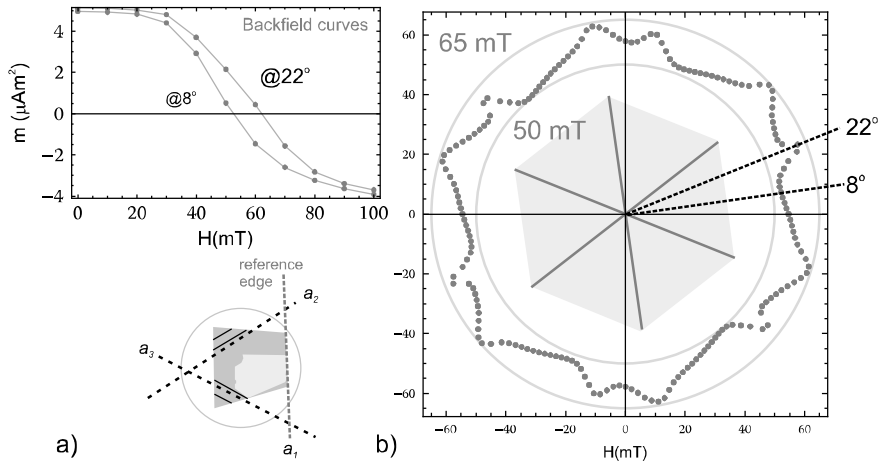 Backfield curves
@22°
@8°
m (μAm²)
4
2
0
−2
−4
0 20 40 60 80 100
H(mT)
reference
edge
a₂
a₃
a₁
a)
65 mT
50 mT
22°
8°
60
40
20
0
−20
−40
−60
−60 −40 −20 0 20 40 60
H(mT)
b)